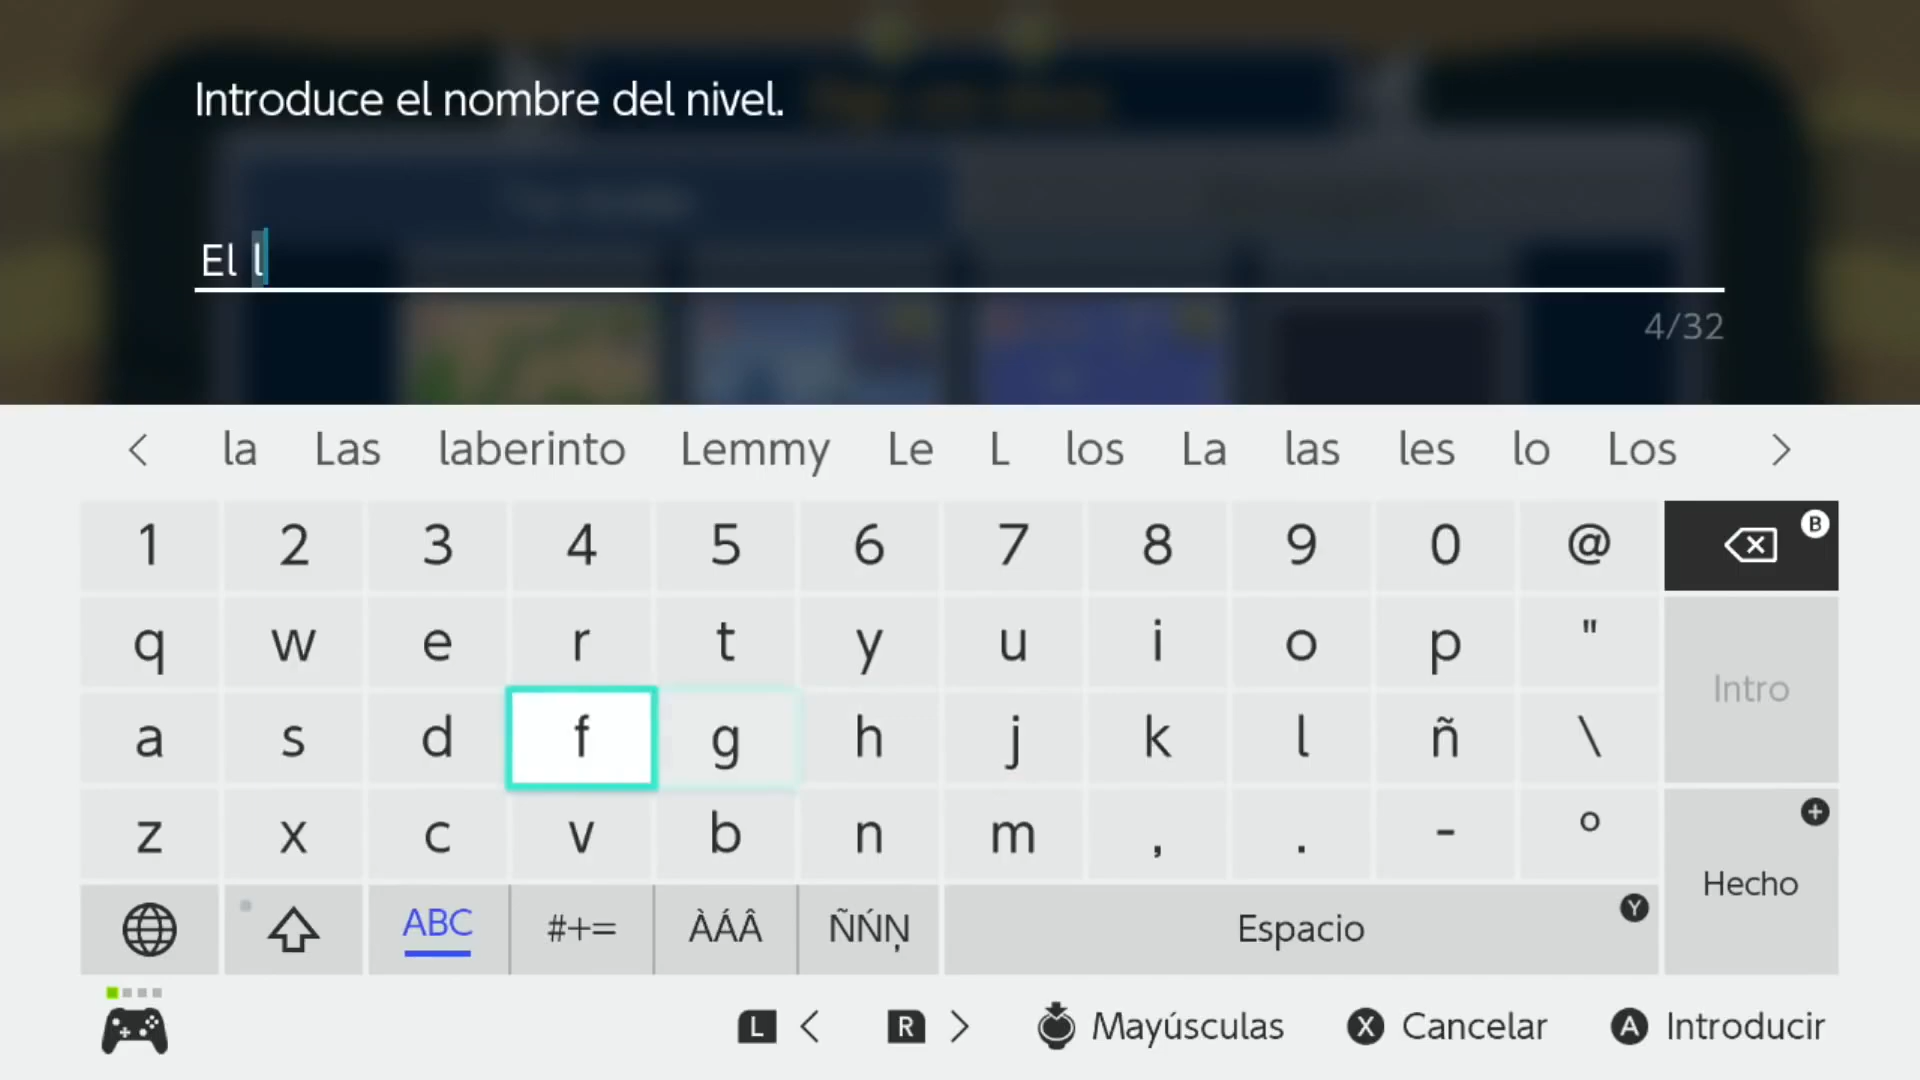 Introduce el nombre del nivel.
El l
4/32
la Las laberinto Lemmy Le L los La las les lo Los
1 2 3 4 5 6 7 8 9 0 @ B
q w e r t y u i o p "
Intro
a s d f g h j k l ñ \
z x c v b n m , . - º
Hecho
ABC #+= ÀÁÂ ÑŃŅ Espacio Y
L R Mayúsculas X Cancelar A Introducir